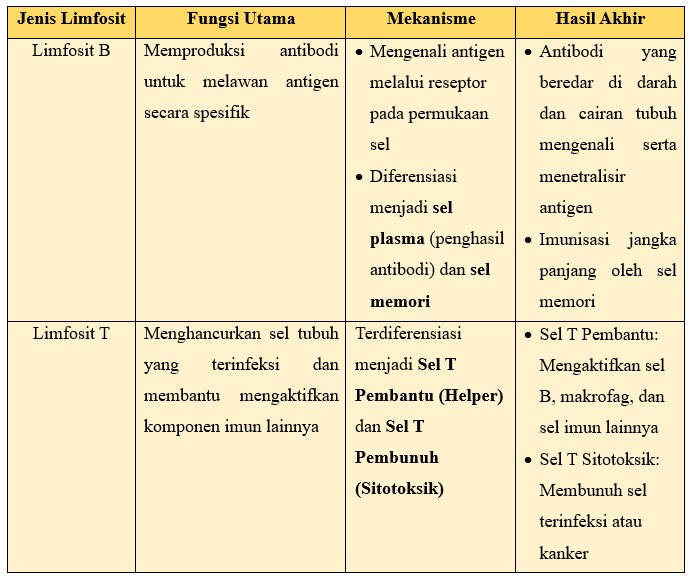 Jenis Limfosit
Fungsi Utama
Mekanisme
Hasil Akhir
Limfosit B
Memproduksi antibodi
untuk melawan antigen
secara spesifik
• Mengenali antigen
melalui reseptor
pada permukaan
sel
• Diferensiasi
menjadi sel
plasma (penghasil
antibodi) dan sel
memori
• Antibodi yang
beredar di darah
dan cairan tubuh
mengenali serta
menetralisir
antigen
• Imunisasi jangka
panjang oleh sel
memori
Limfosit T
Menghancurkan sel tubuh
yang terinfeksi dan
membantu mengaktifkan
komponen imun lainnya
Terdiferensiasi
menjadi Sel T
Pembantu (Helper)
dan Sel T
Pembunuh
(Sitotoksik)
• Sel T Pembantu:
Mengaktifkan sel
B, makrofag, dan
sel imun lainnya
• Sel T Sitotoksik:
Membunuh sel
terinfeksi atau
kanker